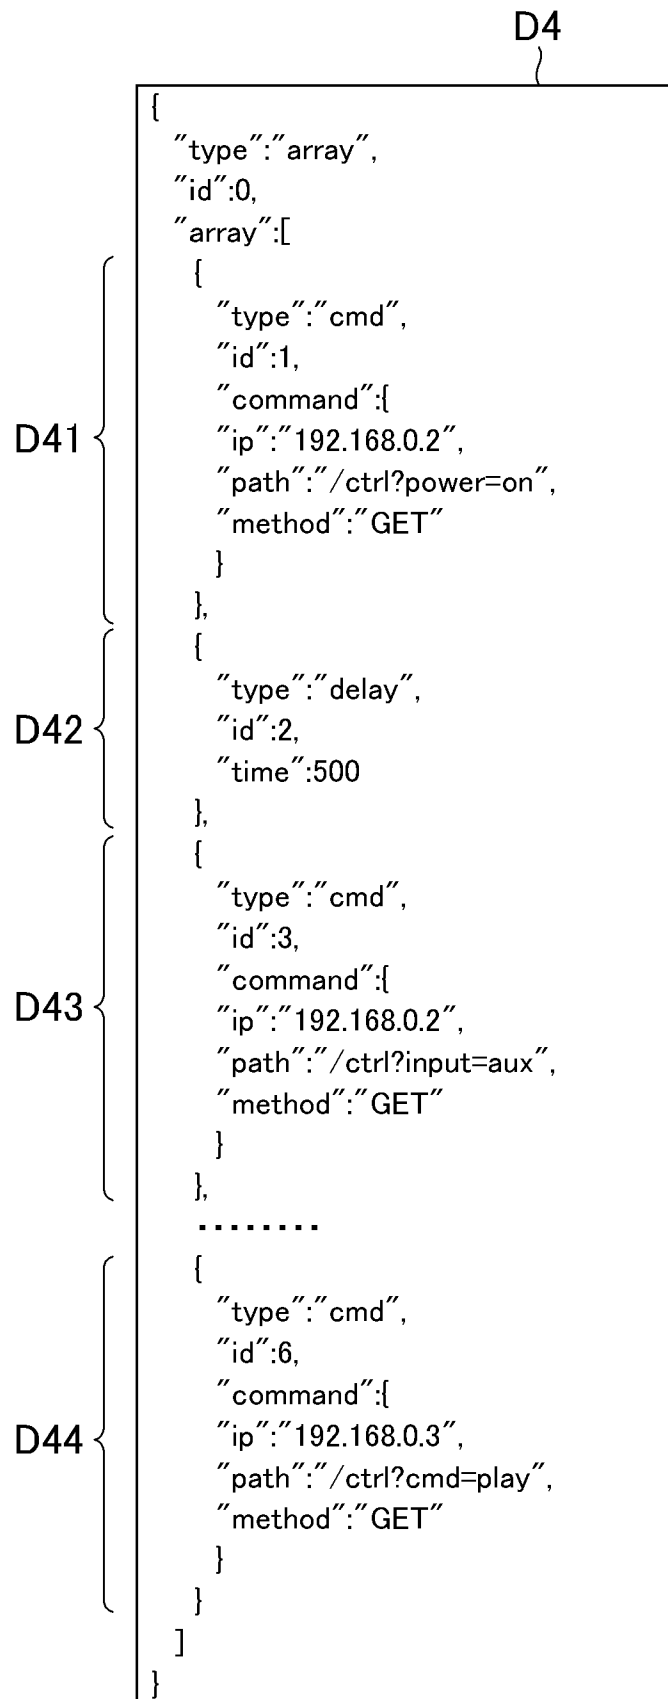 D4
{
"type":"array",
"id":0,
"array":[
{
"type":"cmd",
"id":1,
"command":{
D41
"ip":"192.168.0.2",
"path":"/ctrl?power=on",
"method":"GET"
}
},
{
"type":"delay",
D42
"id":2,
"time":500
},
{
"type":"cmd",
"id":3,
"command":{
D43
"ip":"192.168.0.2",
"path":"/ctrl?input=aux",
"method":"GET"
}
},
........
{
"type":"cmd",
"id":6,
"command":{
D44
"ip":"192.168.0.3",
"path":"/ctrl?cmd=play",
"method":"GET"
}
}
]
}